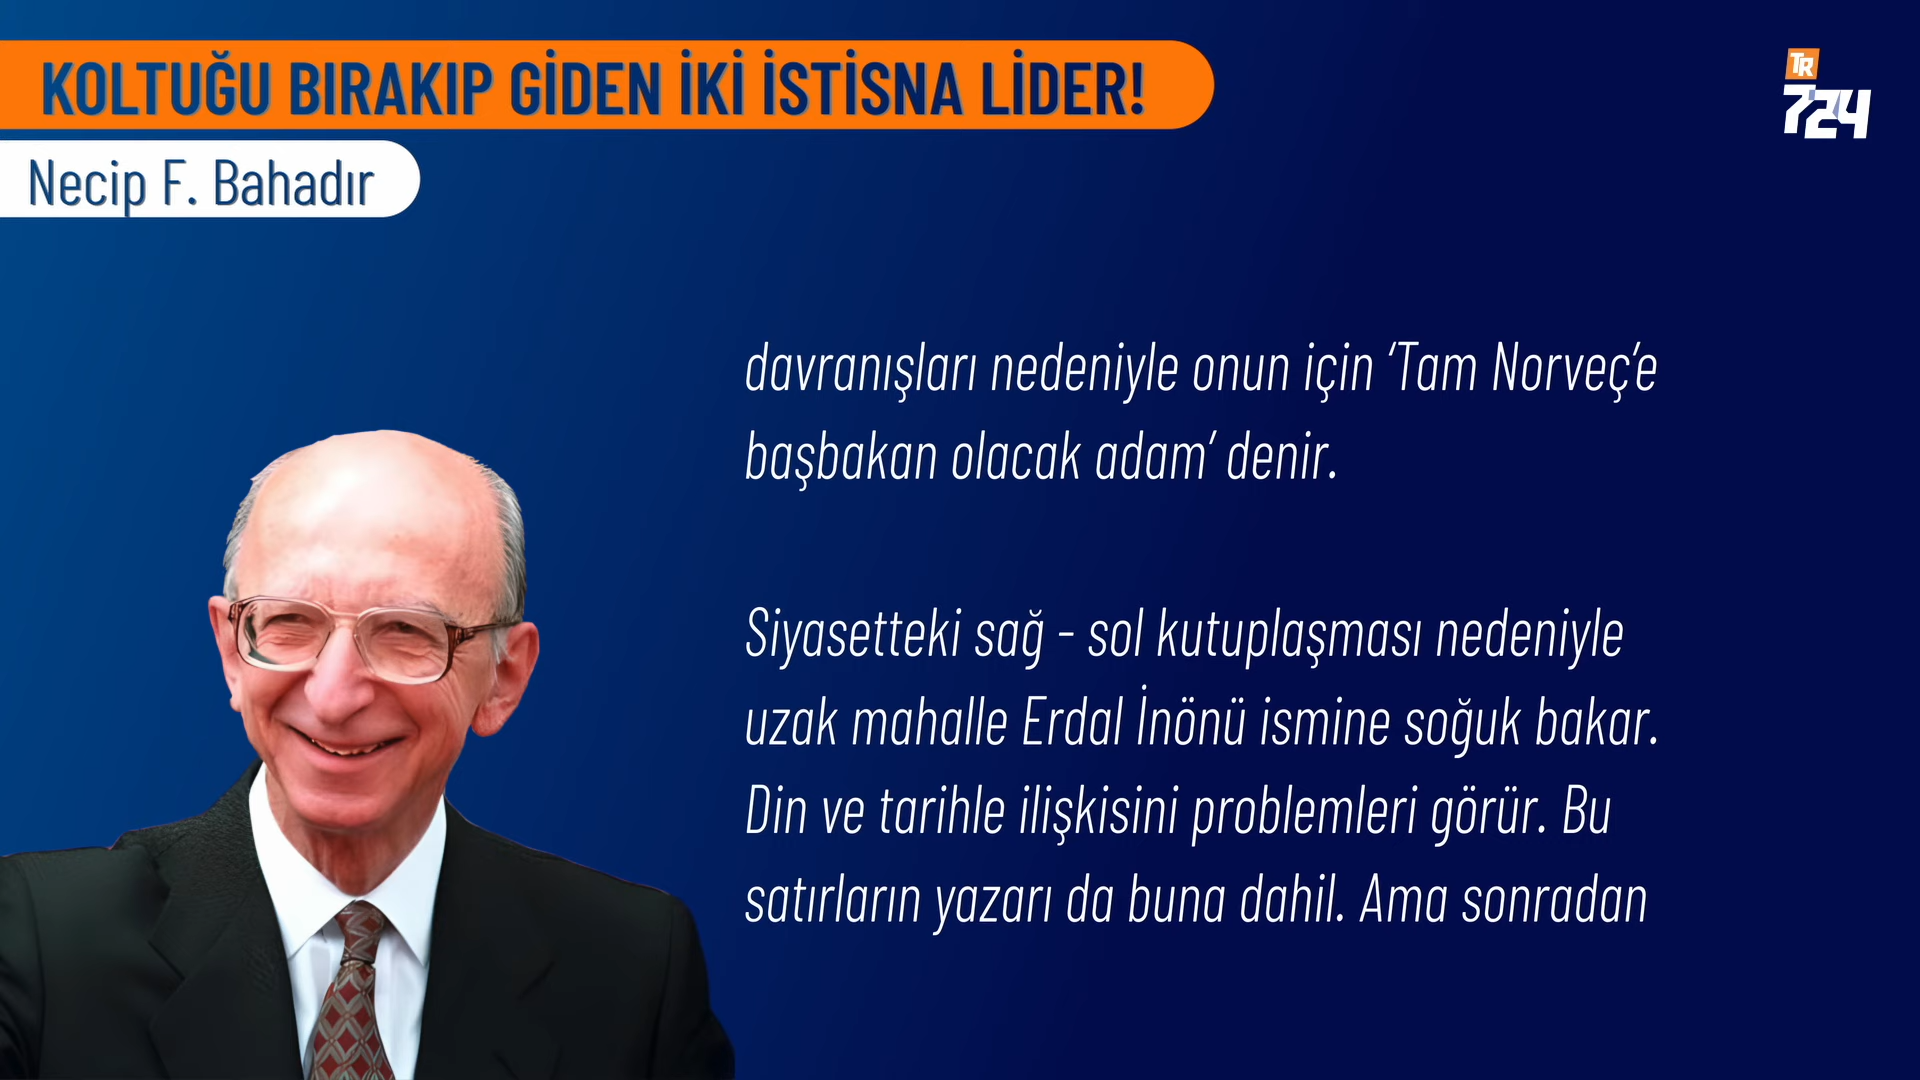 KOLTUĞU BIRAKIP GİDEN İKİ İSTİSNA LİDER!
TR
724
Necip F. Bahadır
davranışları nedeniyle onun için ‘Tam Norveç’e
başbakan olacak adam’ denir.
Siyasetteki sağ - sol kutuplaşması nedeniyle
uzak mahalle Erdal İnönü ismine soğuk bakar.
Din ve tarihle ilişkisini problemleri görür. Bu
satırların yazarı da buna dahil. Ama sonradan